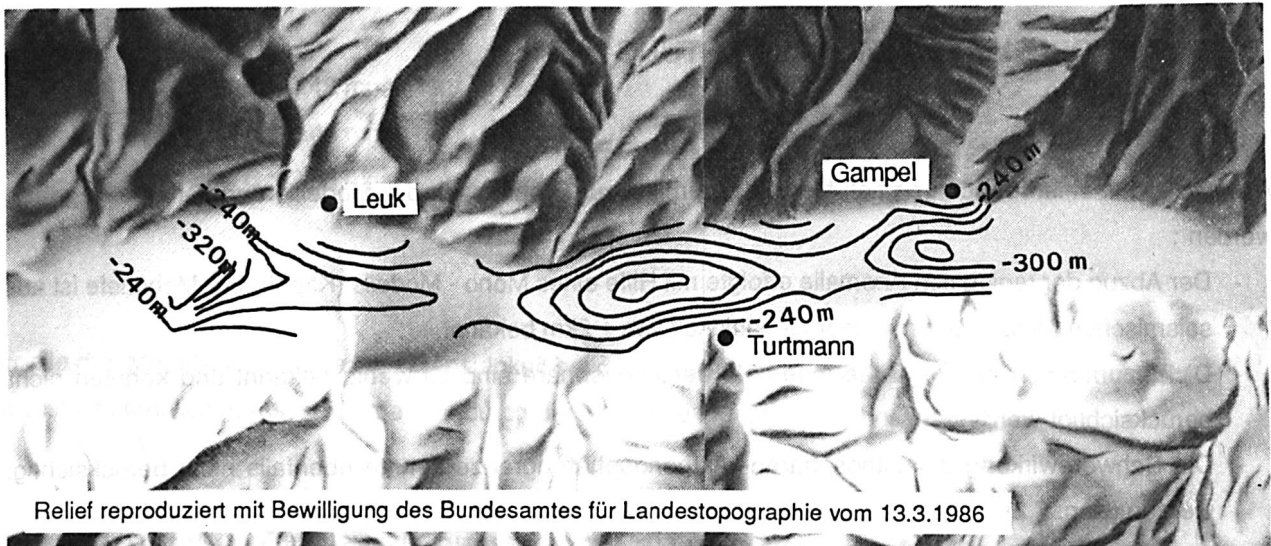 -240m
Gampel
Leuk
-240m
-320m
-240m
-300 m
-240m
Turtmann
Relief reproduziert mit Bewilligung des Bundesamtes für Landestopographie vom 13.3.1986